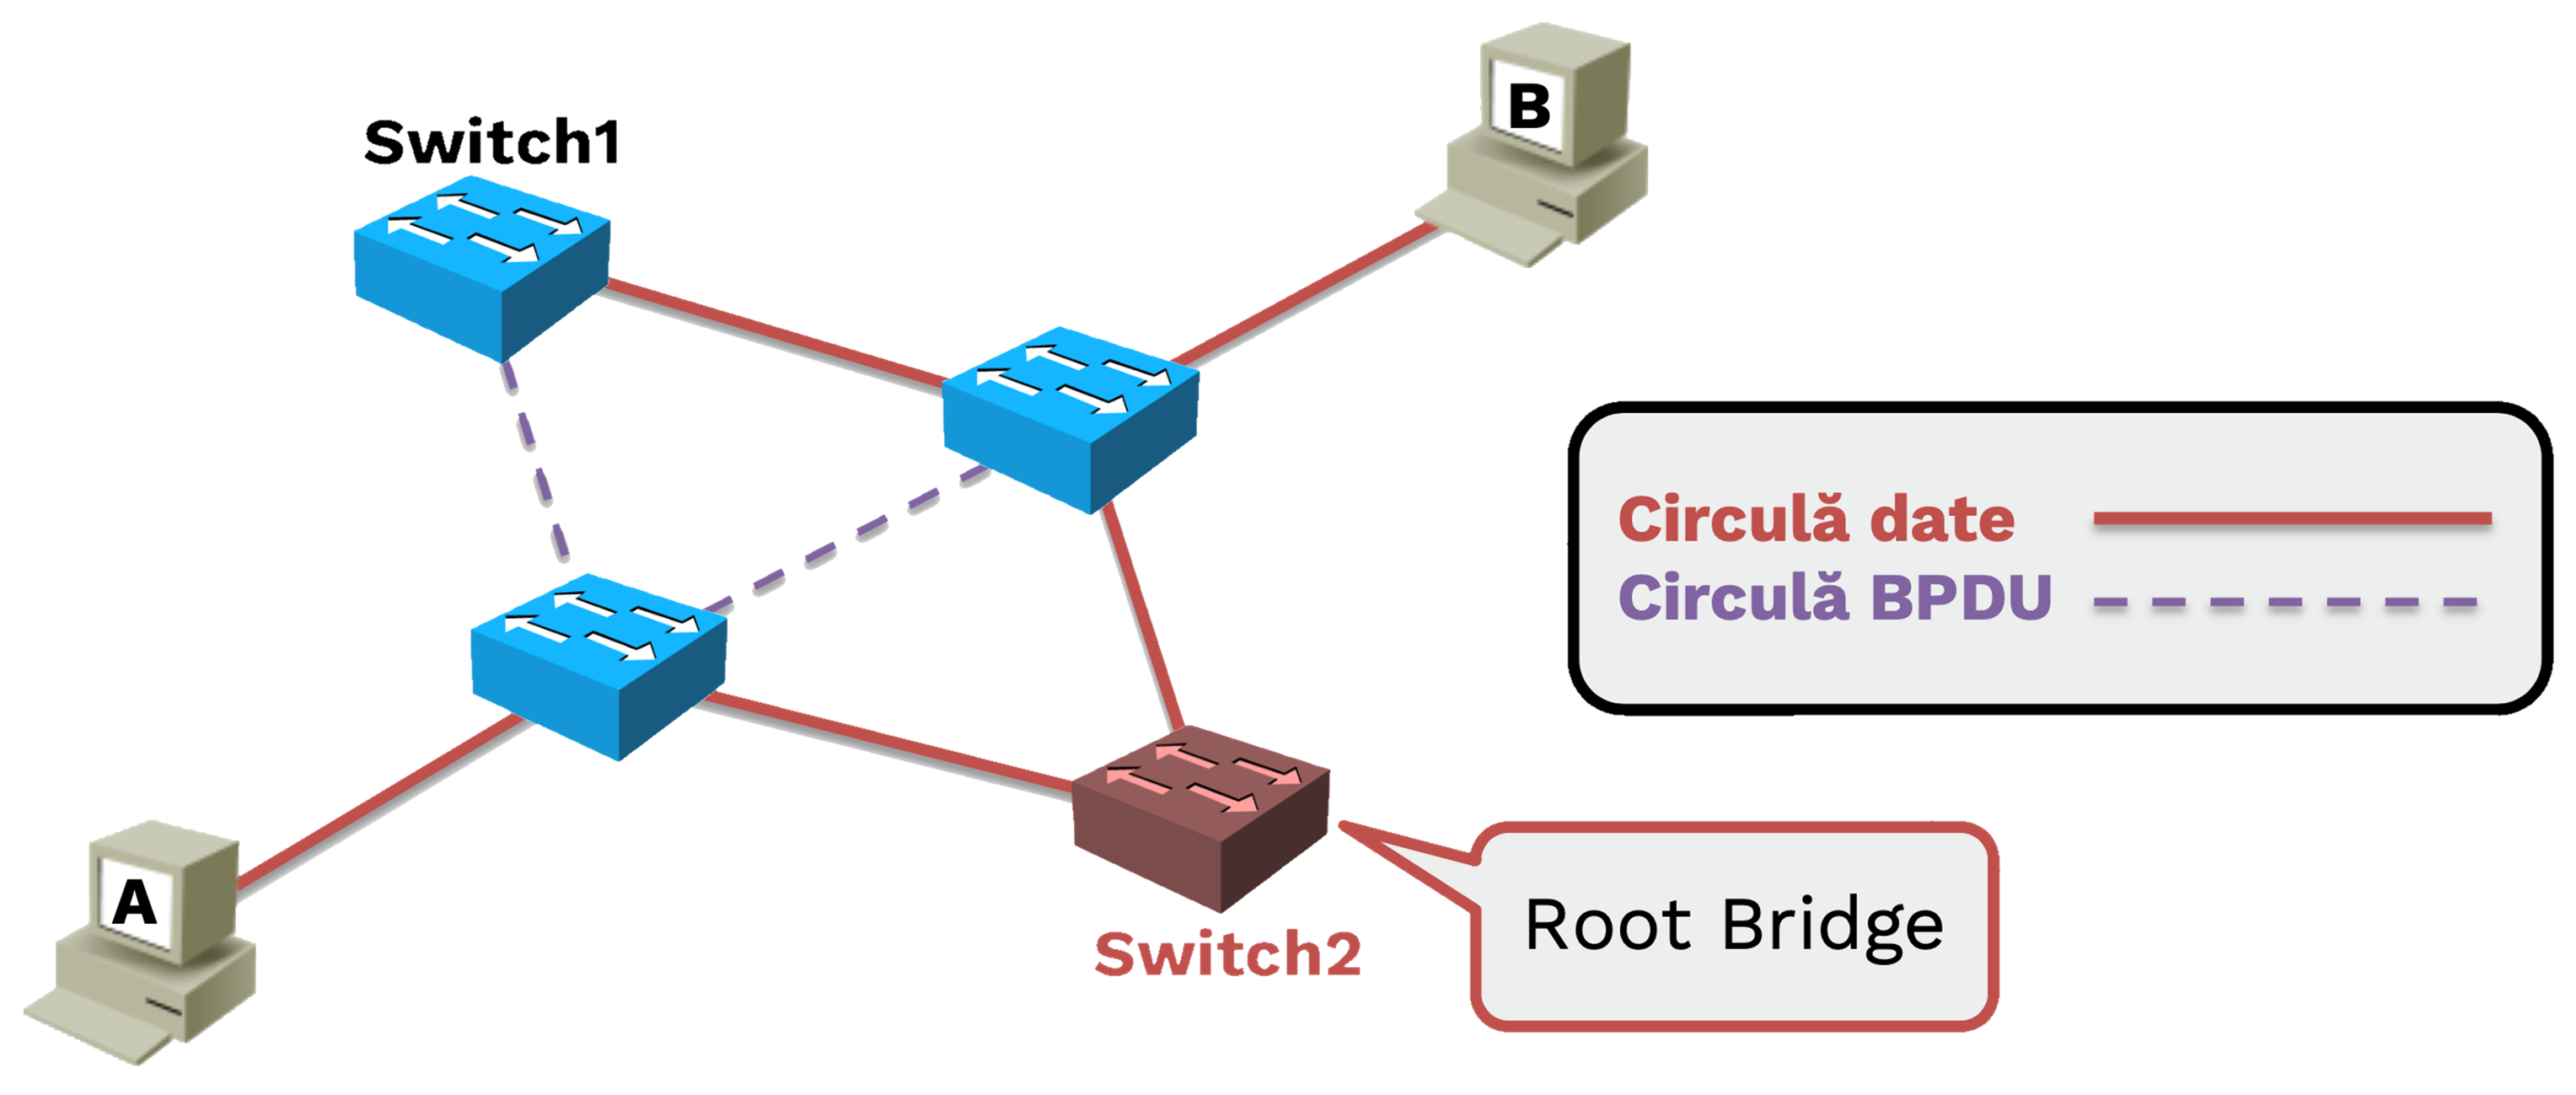 B
Switch1
Circulă date
Circulă BPDU
A
Root Bridge
Switch2